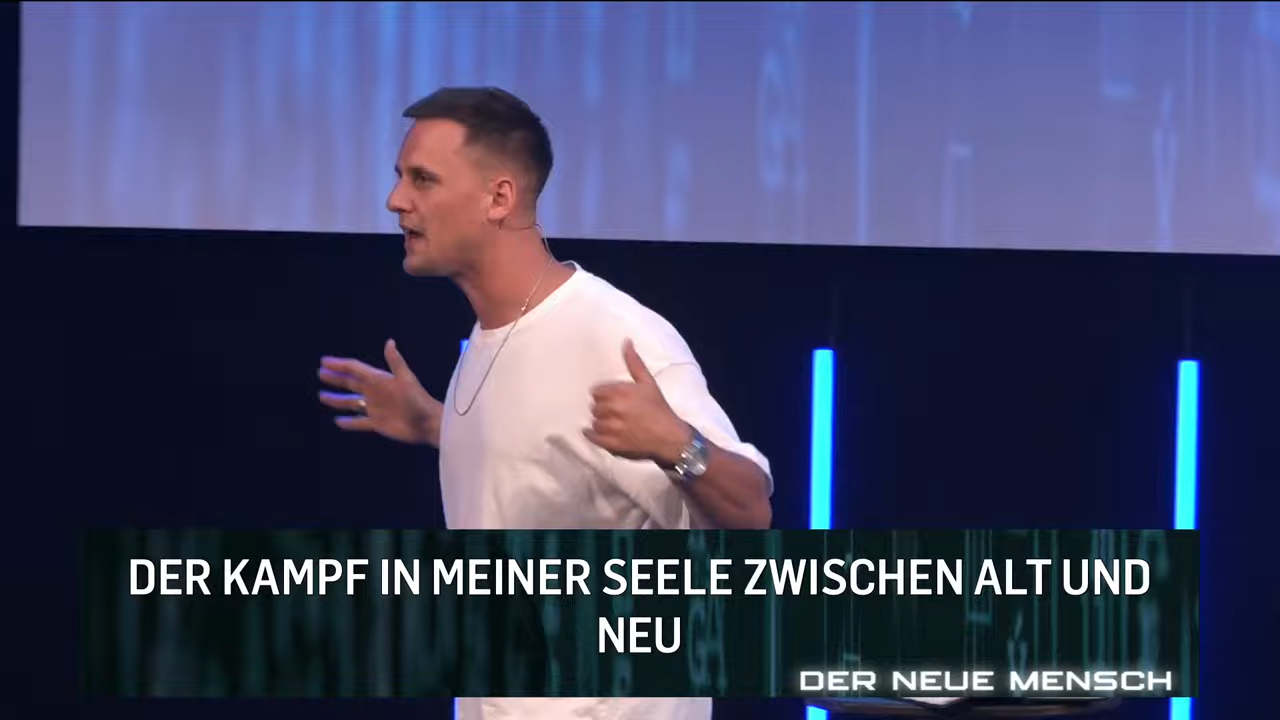 DER KAMPF IN MEINER SEELE ZWISCHEN ALT UND
NEU
DER NEUE MENSCH